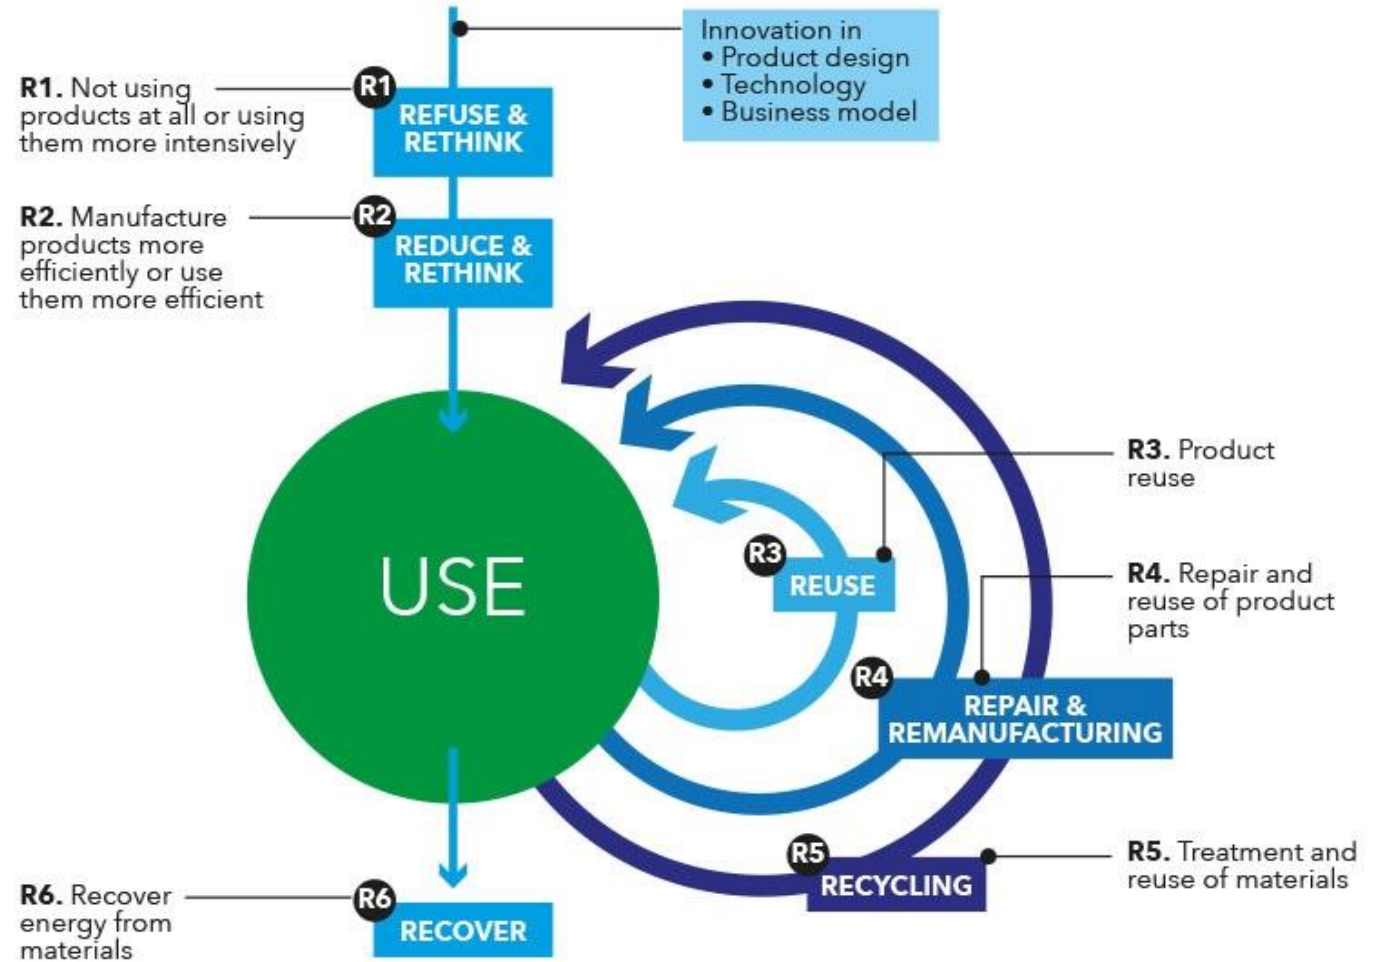 Innovation in
• Product design
• Technology
• Business model
R1. Not using
products at all or using
them more intensively
R1
REFUSE &
RETHINK
R2. Manufacture
products more
efficiently or use
them more efficient
R2
REDUCE &
RETHINK
USE
R3
REUSE
R3. Product
reuse
R4
REPAIR &
REMANUFACTURING
R4. Repair and
reuse of product
parts
R5
RECYCLING
R5. Treatment and
reuse of materials
R6. Recover
energy from
materials
R6
RECOVER